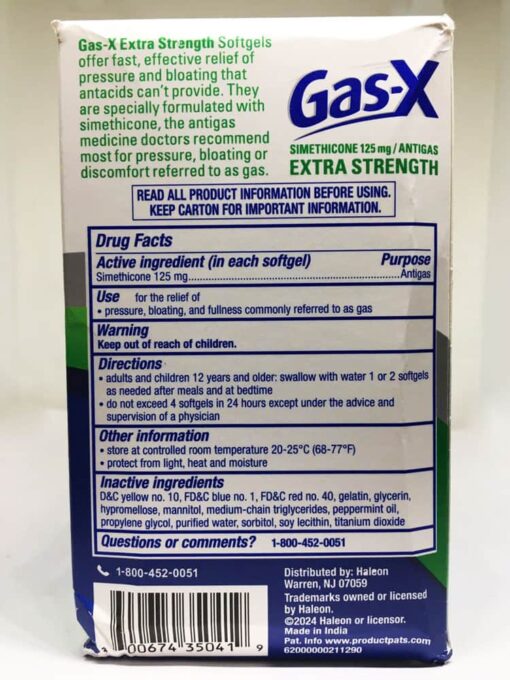 Gas-X Extra Strength Softgels
offer fast, effective relief of
pressure and bloating that
antacids can't provide. They
are specially formulated with
simethicone, the antigas
medicine doctors recommend
most for pressure, bloating or
discomfort referred to as gas.
Gas-X
SIMETHICONE 125 mg / ANTIGAS
EXTRA STRENGTH
READ ALL PRODUCT INFORMATION BEFORE USING.
KEEP CARTON FOR IMPORTANT INFORMATION.
Drug Facts
Active ingredient (in each softgel) Purpose
Simethicone 125 mg..........Antigas
Use for the relief of
• pressure, bloating, and fullness commonly referred to as gas
Warning
Keep out of reach of children.
Directions
• adults and children 12 years and older: swallow with water 1 or 2 softgels
as needed after meals and at bedtime
• do not exceed 4 softgels in 24 hours except under the advice and
supervision of a physician
Other information
• store at controlled room temperature 20-25°C (68-77°F)
• protect from light, heat and moisture
Inactive ingredients
D&C yellow no. 10, FD&C blue no. 1, FD&C red no. 40, gelatin, glycerin,
hypromellose, mannitol, medium-chain triglycerides, peppermint oil,
propylene glycol, purified water, sorbitol, soy lecithin, titanium dioxide
Questions or comments? 1-800-452-0051
1-800-452-0051
Distributed by: Haleon
Warren, NJ 07059
Trademarks owned or licensed
by Haleon.
©2024 Haleon or licensor.
Made in India
Pat. Info www.productpats.com
62000000211290
3 00674 35041 9